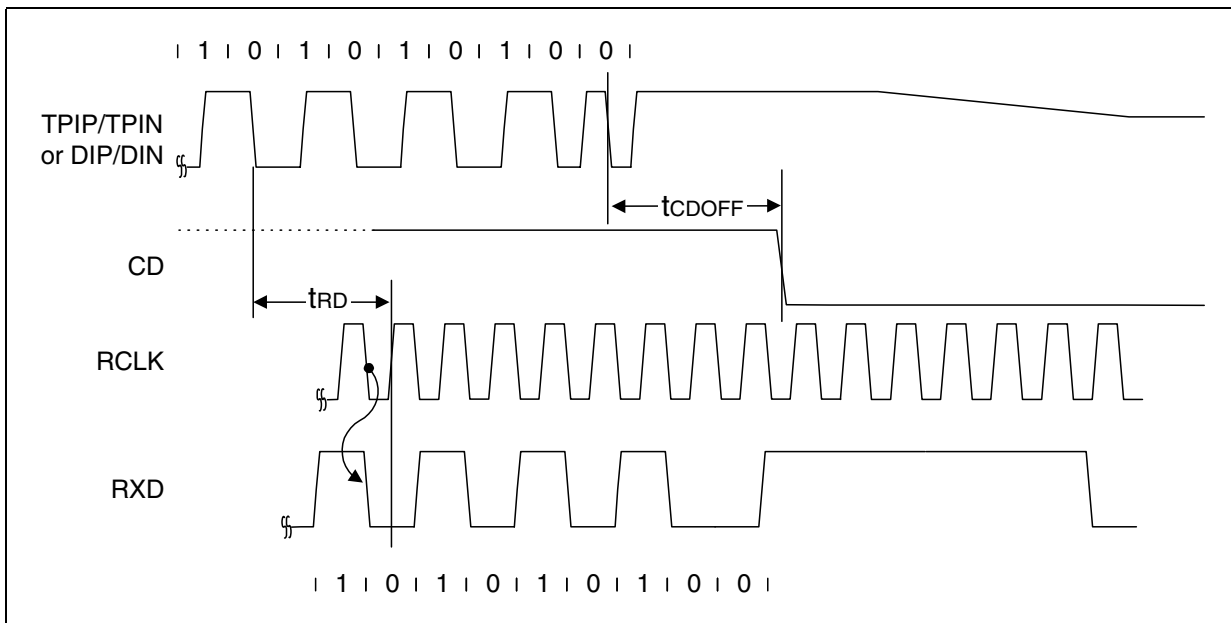 | 1 | 0 | 1 | 0 | 1 | 0 | 1 | 0 | 0 |
TPIP/TPIN
or DIP/DIN
tCDOFF
CD
tRD
RCLK
RXD
| 1 | 0 | 1 | 0 | 1 | 0 | 1 | 0 | 0 |